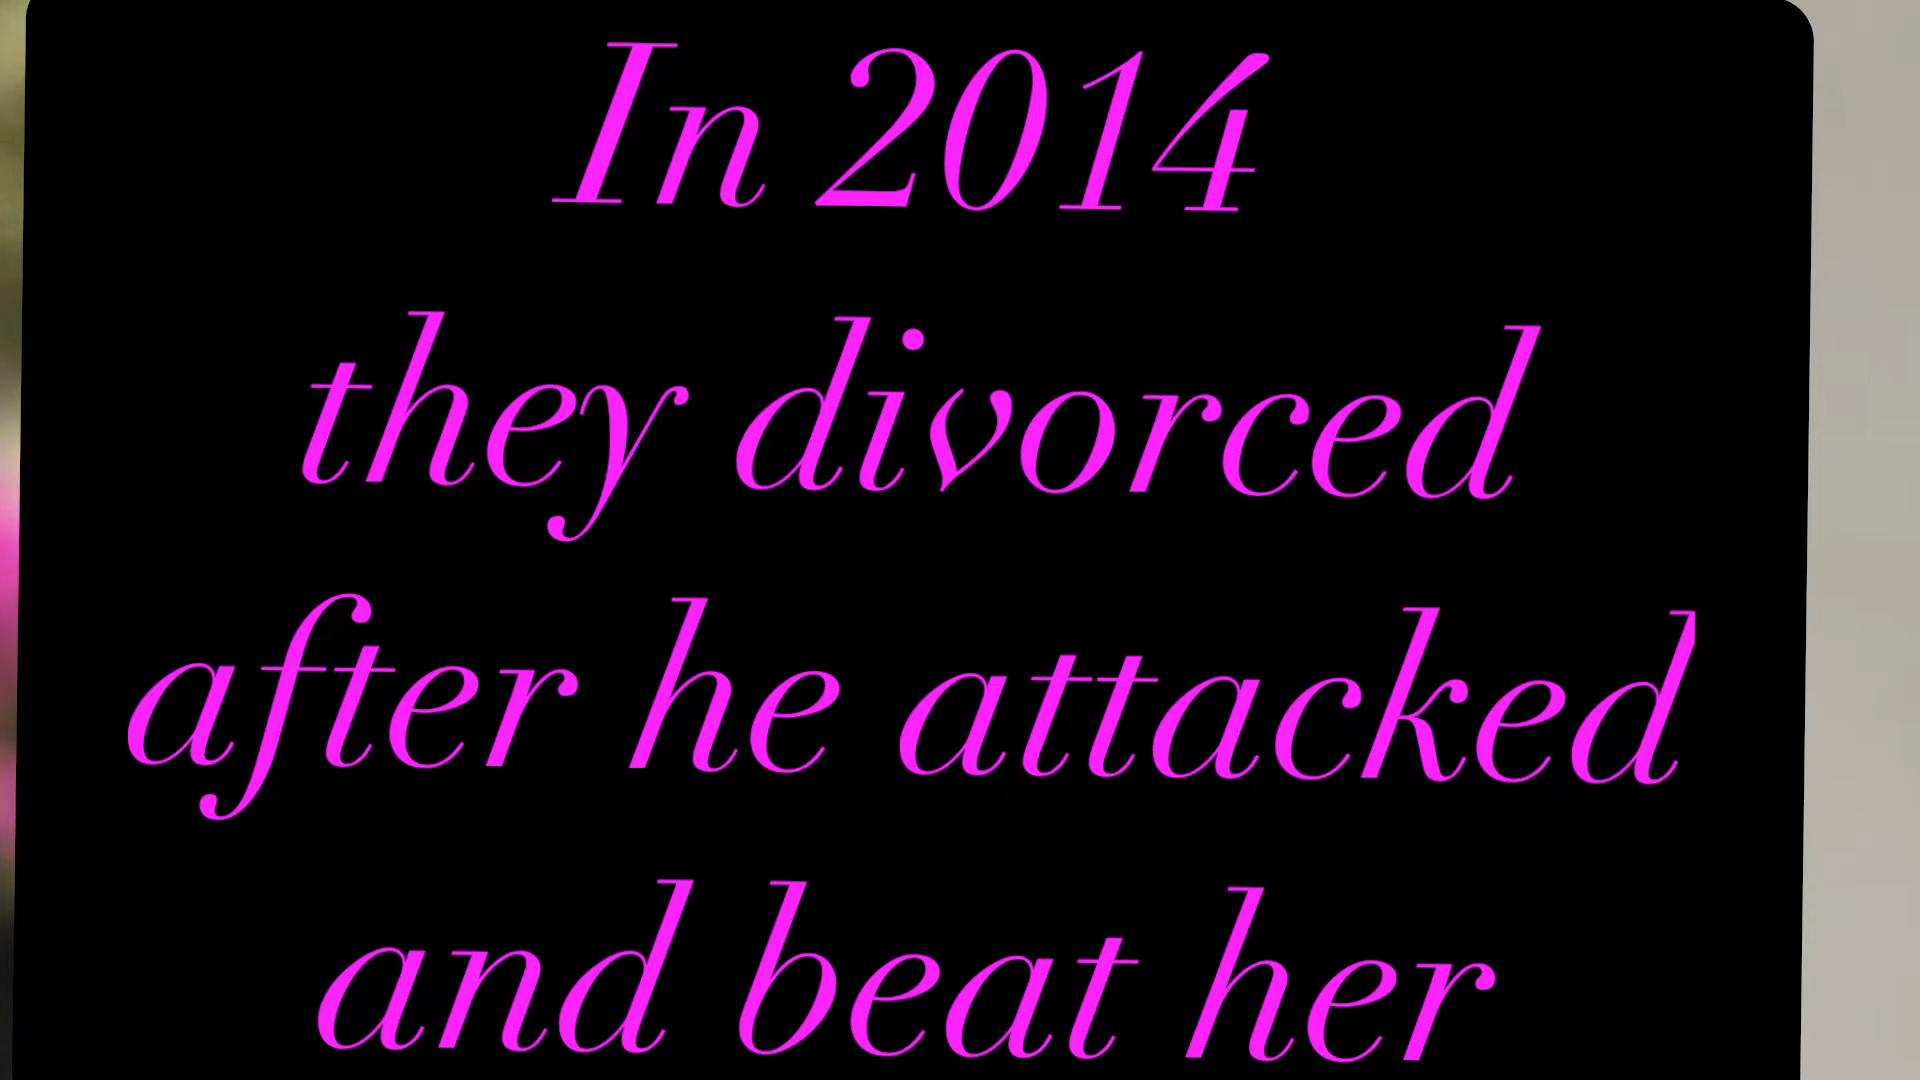 In 2014
they divorced
after he attacked
and beat her